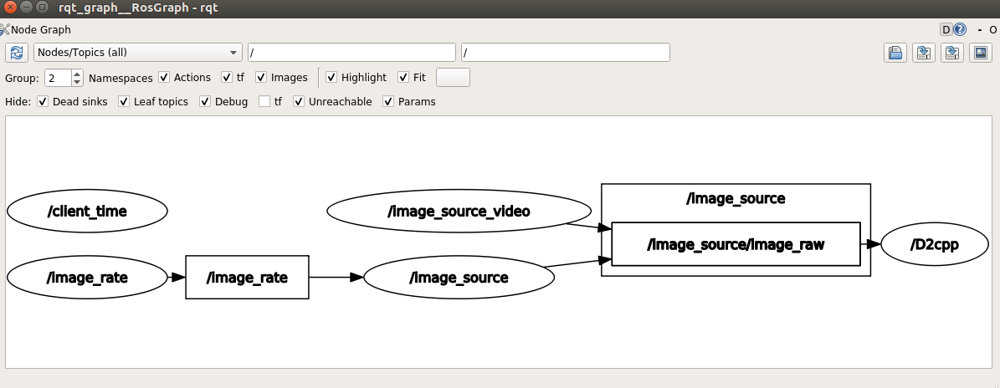 rqt_graph__RosGraph - rqt
Node Graph D ? - O
Nodes/Topics (all) / /
Group: 2 Namespaces Actions tf Images Highlight Fit
Hide: Dead sinks Leaf topics Debug tf Unreachable Params
/image_source
/client_time /image_source_video
/image_source/image_raw /D2cpp
/image_rate /image_rate /image_source